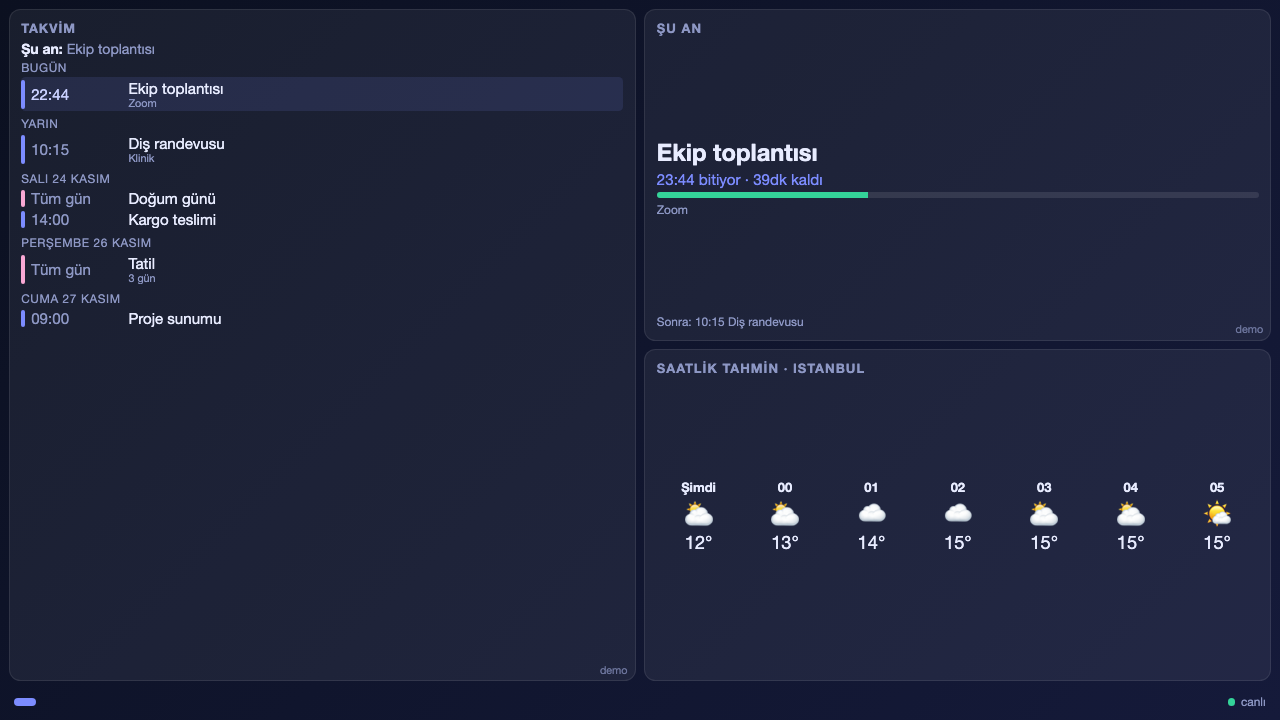 TAKVİM
Şu an: Ekip toplantısı
BUGÜN
22:44 Ekip toplantısı
Zoom
YARIN
10:15 Diş randevusu
Klinik
SALI 24 KASIM
Tüm gün Doğum günü
14:00 Kargo teslimi
PERŞEMBE 26 KASIM
Tüm gün Tatil
3 gün
CUMA 27 KASIM
09:00 Proje sunumu
demo
ŞU AN
Ekip toplantısı
23:44 bitiyor · 39dk kaldı
Zoom
Sonra: 10:15 Diş randevusu
demo
SAATLİK TAHMİN · ISTANBUL
Şimdi 00 01 02 03 04 05
12° 13° 14° 15° 15° 15° 15°
canlı